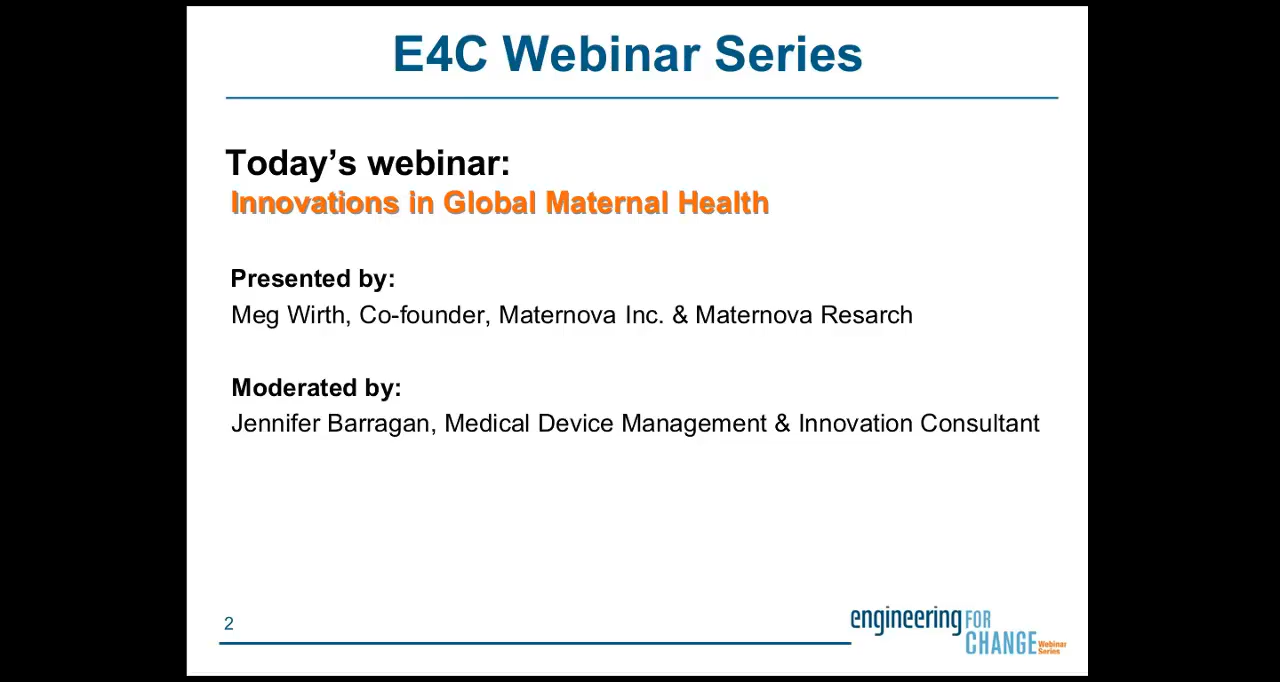 E4C Webinar Series
Today’s webinar:
Innovations in Global Maternal Health
Presented by:
Meg Wirth, Co-founder, Maternova Inc. & Maternova Resarch
Moderated by:
Jennifer Barragan, Medical Device Management & Innovation Consultant
2
engineering FOR
CHANGE Webinar
Series